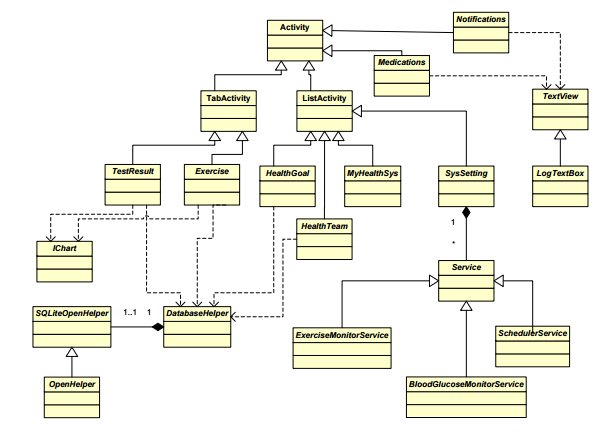 Notifications
Activity
Medications
TabActivity
ListActivity
TextView
TestResult
Exercise
HealthGoal
MyHealthSys
SysSetting
LogTextBox
HealthTeam
1
*
IChart
Service
SQLiteOpenHelper
1..1
1
DatabaseHelper
ExerciseMonitorService
SchedulerService
OpenHelper
BloodGlucoseMonitorService